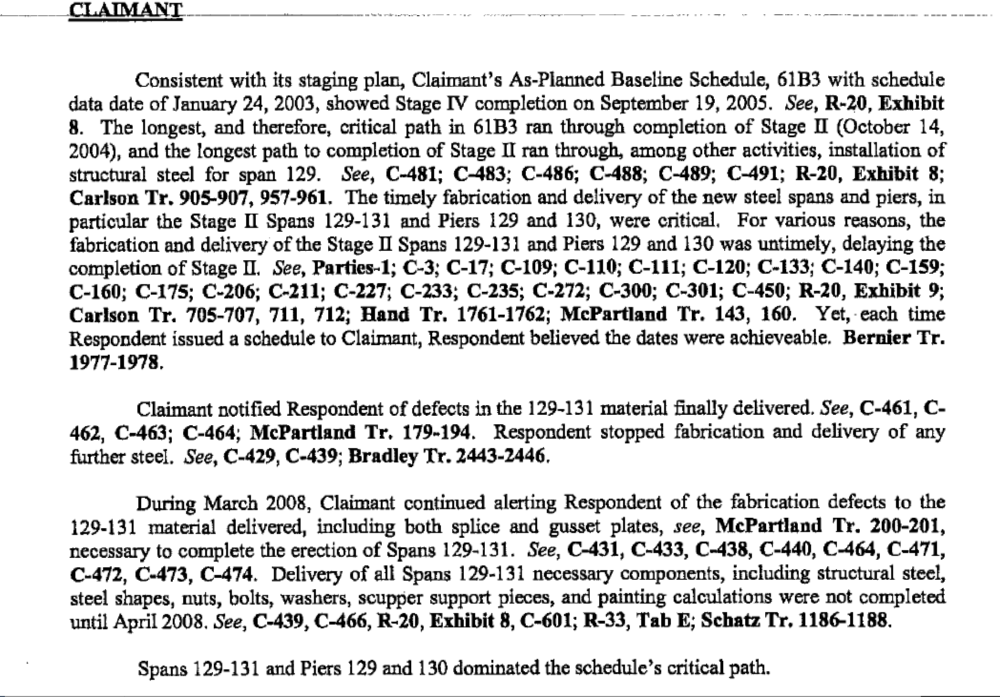 CLAIMANT
Consistent with its staging plan, Claimant's As-Planned Baseline Schedule, 61B3 with schedule
data date of January 24, 2003, showed Stage IV completion on September 19, 2005. See, R-20, Exhibit
8. The longest, and therefore, critical path in 61B3 ran through completion of Stage II (October 14,
2004), and the longest path to completion of Stage II ran through, among other activities, installation of
structural steel for span 129. See, C-481; C-483; C-486; C-488; C-489; C-491; R-20, Exhibit 8;
Carlson Tr. 905-907, 957-961. The timely fabrication and delivery of the new steel spans and piers, in
particular the Stage II Spans 129-131 and Piers 129 and 130, were critical. For various reasons, the
fabrication and delivery of the Stage II Spans 129-131 and Piers 129 and 130 was untimely, delaying the
completion of Stage II. See, Parties-1; C-3; C-17; C-109; C-110; C-111; C-120; C-133; C-140; C-159;
C-160; C-175; C-206; C-211; C-227; C-233; C-235; C-272; C-300; C-301; C-450; R-20, Exhibit 9;
Carlson Tr. 705-707, 711, 712; Hand Tr. 1761-1762; McPartland Tr. 143, 160. Yet, each time
Respondent issued a schedule to Claimant, Respondent believed the dates were achieveable. Bernier Tr.
1977-1978.
Claimant notified Respondent of defects in the 129-131 material finally delivered. See, C-461, C-
462, C-463; C-464; McPartland Tr. 179-194. Respondent stopped fabrication and delivery of any
further steel. See, C-429, C-439; Bradley Tr. 2443-2446.
During March 2008, Claimant continued alerting Respondent of the fabrication defects to the
129-131 material delivered, including both splice and gusset plates, see, McPartland Tr. 200-201,
necessary to complete the erection of Spans 129-131. See, C-431, C-433, C-438, C-440, C-464, C-471,
C-472, C-473, C-474. Delivery of all Spans 129-131 necessary components, including structural steel,
steel shapes, nuts, bolts, washers, scupper support pieces, and painting calculations were not completed
until April 2008. See, C-439, C-466, R-20, Exhibit 8, C-601; R-33, Tab E; Schatz Tr. 1186-1188.
Spans 129-131 and Piers 129 and 130 dominated the schedule's critical path.